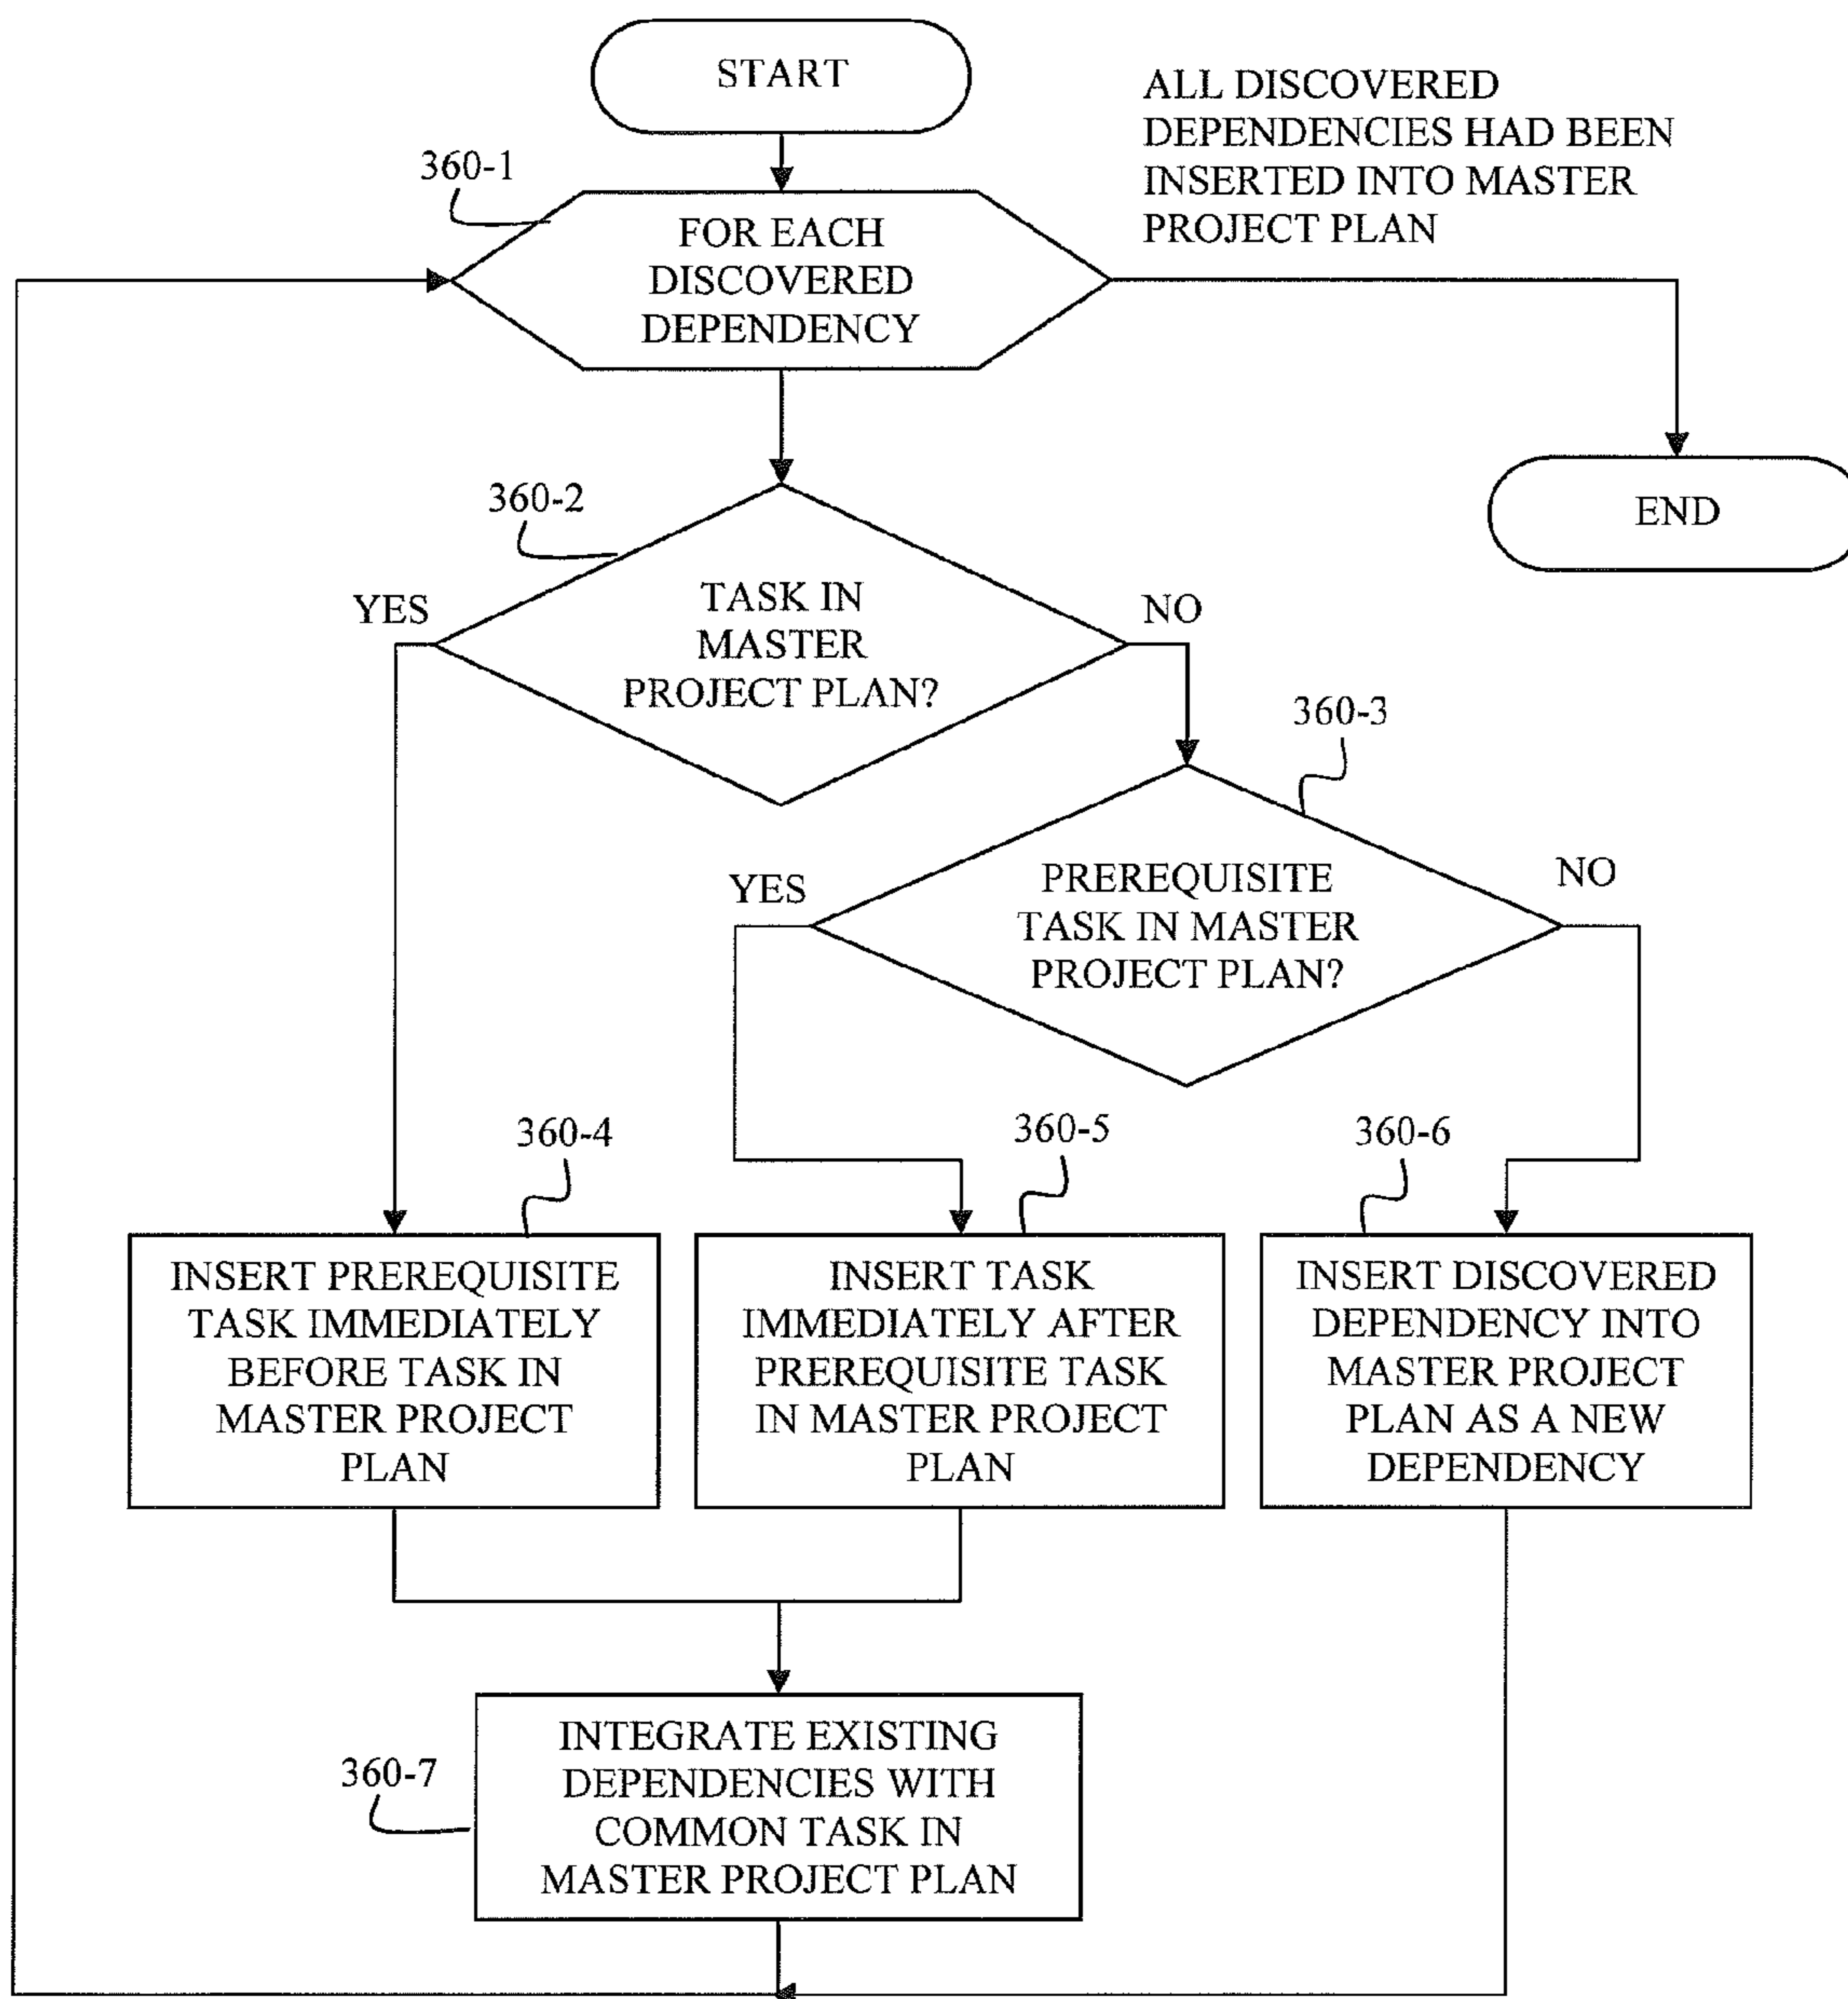 START
ALL DISCOVERED
DEPENDENCIES HAD BEEN
INSERTED INTO MASTER
PROJECT PLAN
360-1
FOR EACH
DISCOVERED
DEPENDENCY
END
360-2
YES
TASK IN
MASTER
PROJECT PLAN?
NO
360-3
YES
PREREQUISITE
TASK IN MASTER
PROJECT PLAN?
NO
360-4
INSERT PREREQUISITE
TASK IMMEDIATELY
BEFORE TASK IN
MASTER PROJECT
PLAN
360-5
INSERT TASK
IMMEDIATELY AFTER
PREREQUISITE TASK
IN MASTER PROJECT
PLAN
360-6
INSERT DISCOVERED
DEPENDENCY INTO
MASTER PROJECT
PLAN AS A NEW
DEPENDENCY
360-7
INTEGRATE EXISTING
DEPENDENCIES WITH
COMMON TASK IN
MASTER PROJECT PLAN